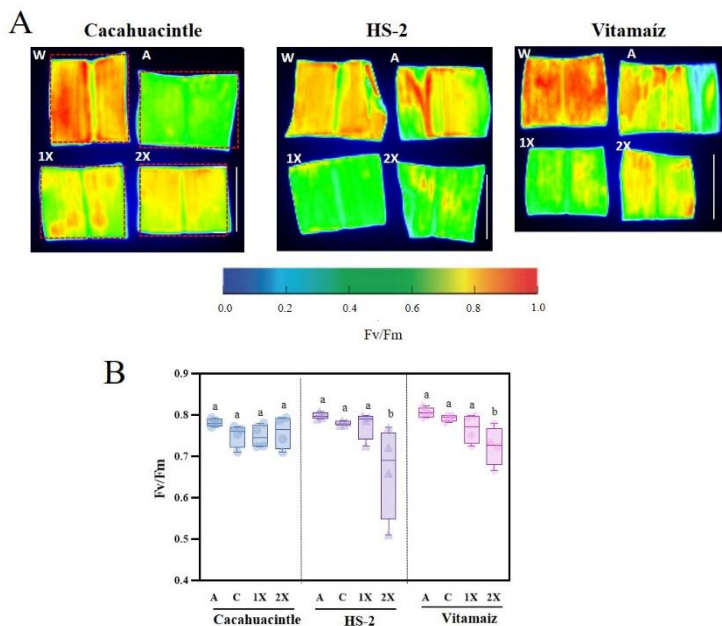 A
Cacahuacintle HS-2 Vitamaíz
W A W A W A
1X 2X 1X 2X 1X 2X
0.0 0.2 0.4 0.6 0.8 1.0
Fv/Fm
B
0.9
0.8
0.7
0.6
0.5
0.4
Fv/Fm
a a a a a a a b a a a b
A C 1X 2X A C 1X 2X A C 1X 2X
Cacahuacintle HS-2 Vitamaiz